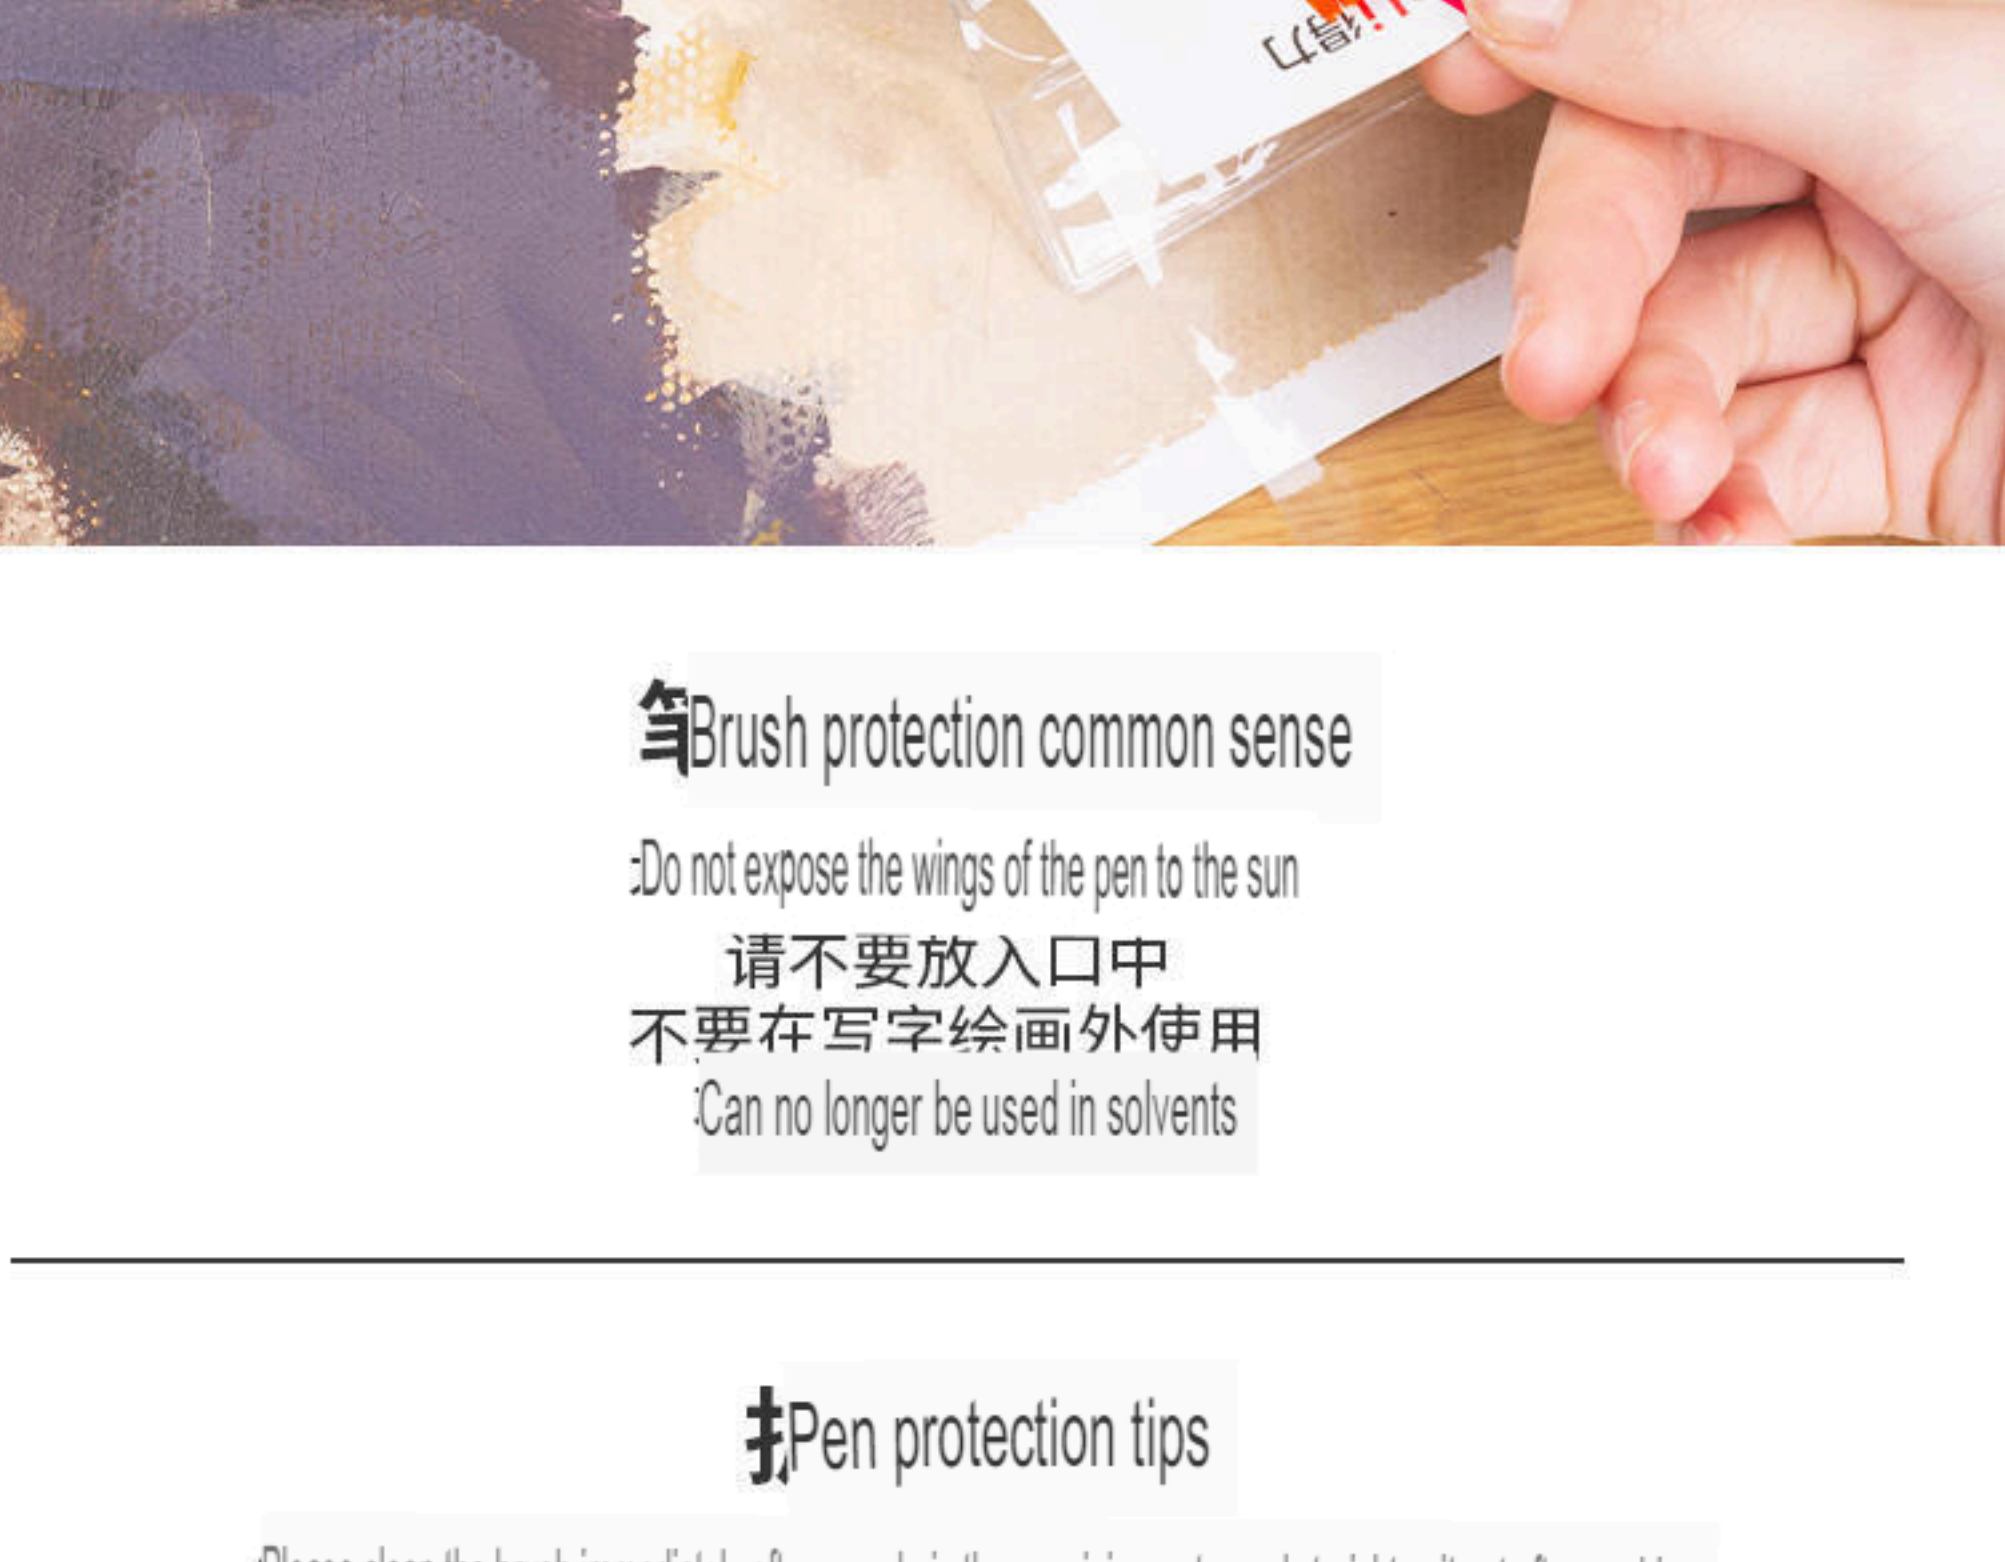 得力
Brush protection common sense
Do not expose the wings of the pen to the sun
请不要放入口中
不要在写字绘画外使用
Can no longer be used in solvents
Pen protection tips